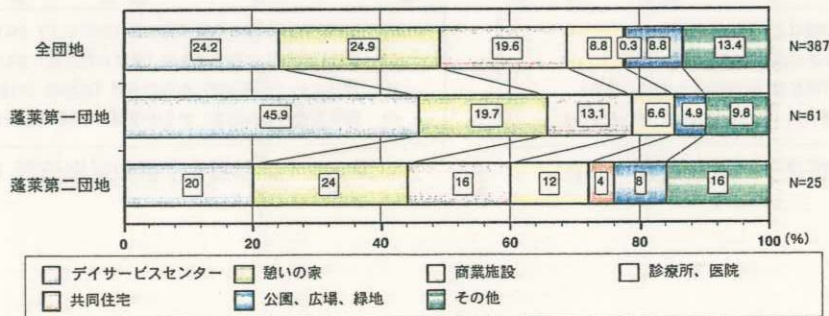 全団地 24.2 24.9 19.6 8.8 0.3 8.8 13.4 N=387
蓬莱第一団地 45.9 19.7 13.1 6.6 4.9 9.8 N=61
蓬莱第二団地 20 24 16 12 4 8 16 N=25
0 20 40 60 80 100 (%)
デイサービスセンター 憩いの家 商業施設 診療所、医院
共同住宅 公園、広場、緑地 その他